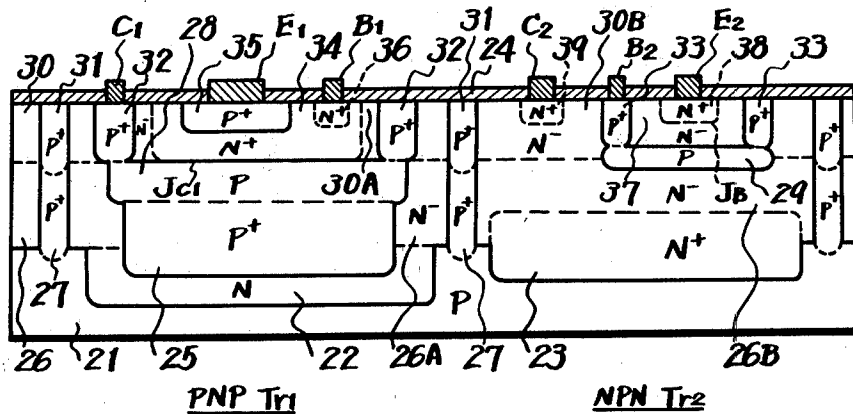 C1 28 E1 B1 31 C2 30B E2
30 31 32 35 34 36 32 24 39 B2 33 38 33
P+ P+ N- P+ N+ P+ P+ N+ P+ N+ P+ P+
N+ N- N-
JC1 P 30A P
P+ P+ N- P+ 37 N- JB 29 P+
N+
27 N P
26 21 25 22 26A 27 23 26B
PNP Tr1 NPN Tr2